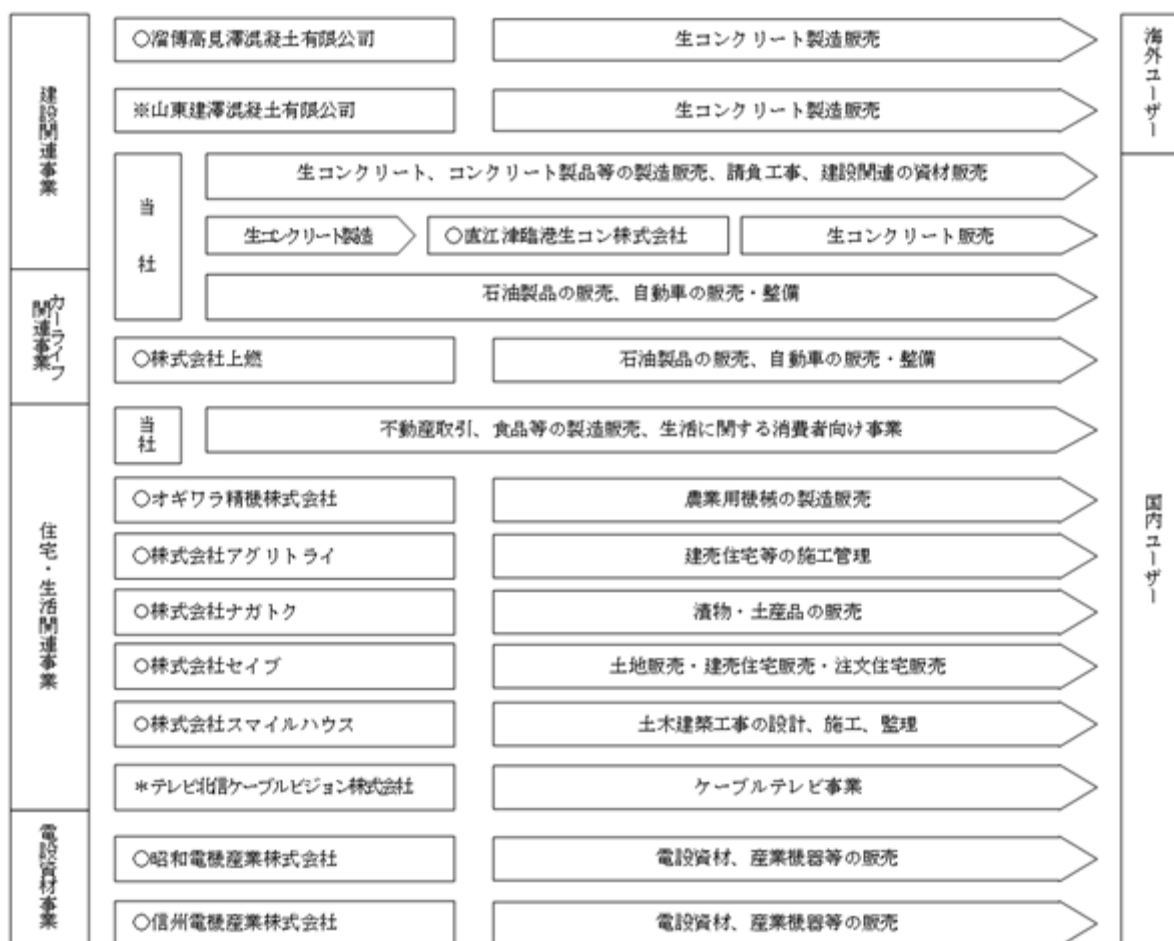 建設関連事業
○淄博高見澤混凝土有限公司
生コンクリート製造販売
海外ユーザー
※山東建澤混凝土有限公司
生コンクリート製造販売
当社
生コンクリート、コンクリート製品等の製造販売、請負工事、建設関連の資材販売
生コンクリート製造
○直江津臨港生コン株式会社
生コンクリート販売
石油製品の販売、自動車の販売・整備
カーライフ
関連事業
○株式会社上燃
石油製品の販売、自動車の販売・整備
住宅・生活関連事業
当社
不動産取引、食品等の製造販売、生活に関する消費者向け事業
○オギワラ精機株式会社
農業用機械の製造販売
国内ユーザー
○株式会社アグリトライ
建売住宅等の施工管理
○株式会社ナガトク
漬物・土産品の販売
○株式会社セイブ
土地販売・建売住宅販売・注文住宅販売
○株式会社スマイルハウス
土木建築工事の設計、施工、監理
＊テレビ北信ケーブルビジョン株式会社
ケーブルテレビ事業
電設資材事業
○昭和電機産業株式会社
電設資材、産業機器等の販売
○信州電機産業株式会社
電設資材、産業機器等の販売